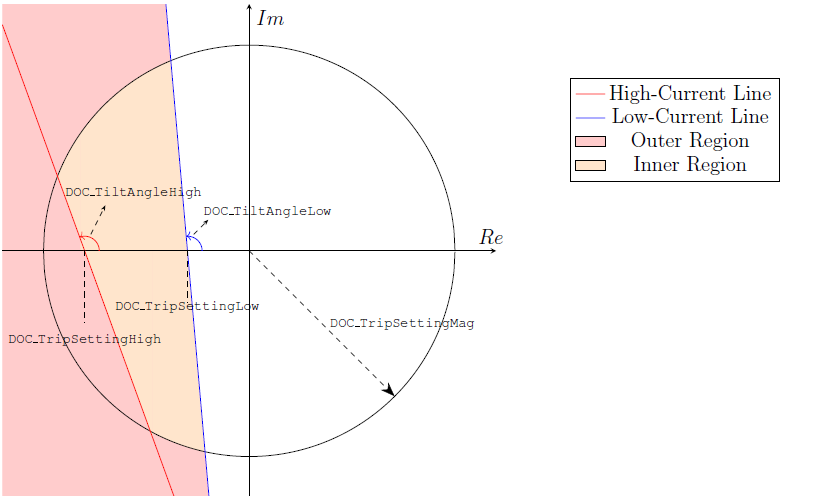 Im
High-Current Line
Low-Current Line
Outer Region
Inner Region
DOC_TiltAngleHigh
DOC_TiltAngleLow
Re
DOC_TripSettingLow
DOC_TripSettingMag
DOC_TripSettingHigh